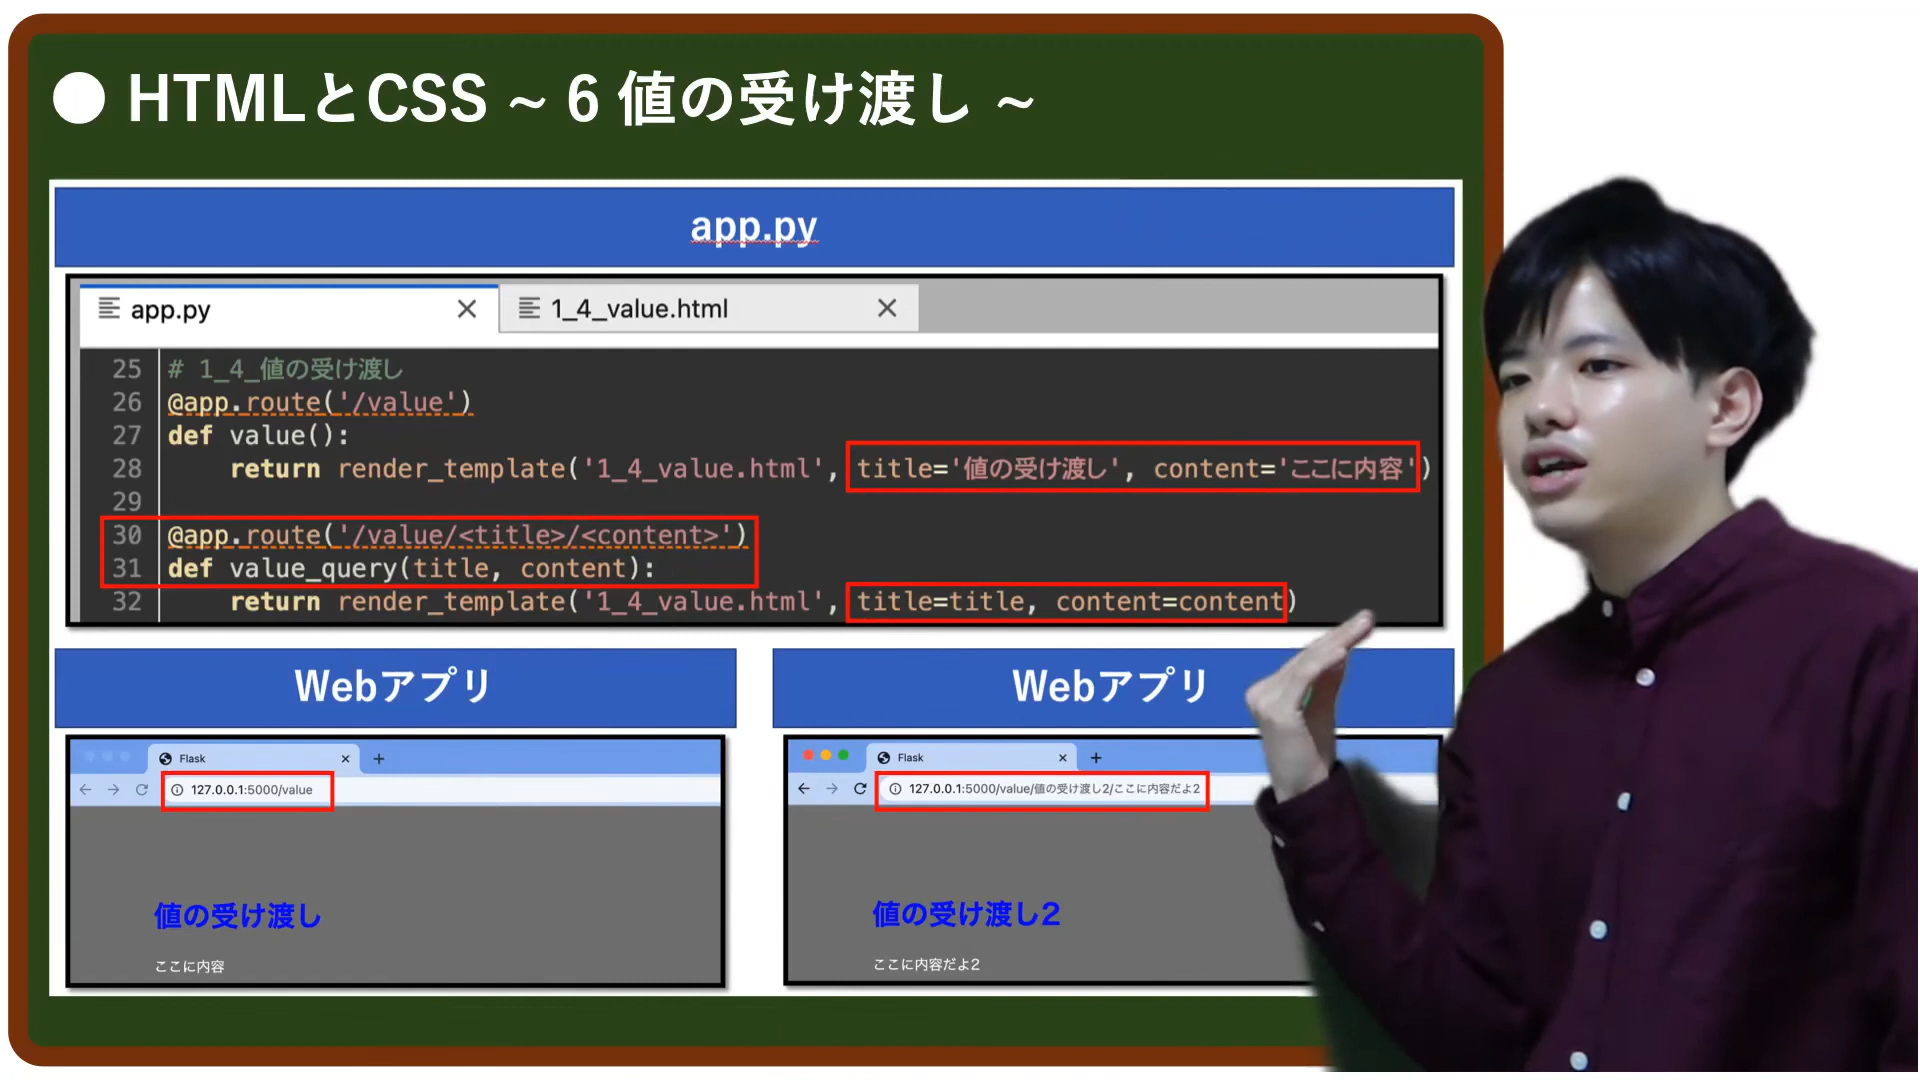 ● HTMLとCSS ~ 6 値の受け渡し ~
app.py
app.py
1_4_value.html
25 # 1_4_値の受け渡し
26 @app.route('/value')
27 def value():
28 return render_template('1_4_value.html', title='値の受け渡し', content='ここに内容')
29
30 @app.route('/value/<title>/<content>')
31 def value_query(title, content):
32 return render_template('1_4_value.html', title=title, content=content)
Webアプリ
Flask
127.0.0.1:5000/value
値の受け渡し
ここに内容
Webアプリ
Flask
127.0.0.1:5000/value/値の受け渡し2/ここに内容だよ2
値の受け渡し2
ここに内容だよ2